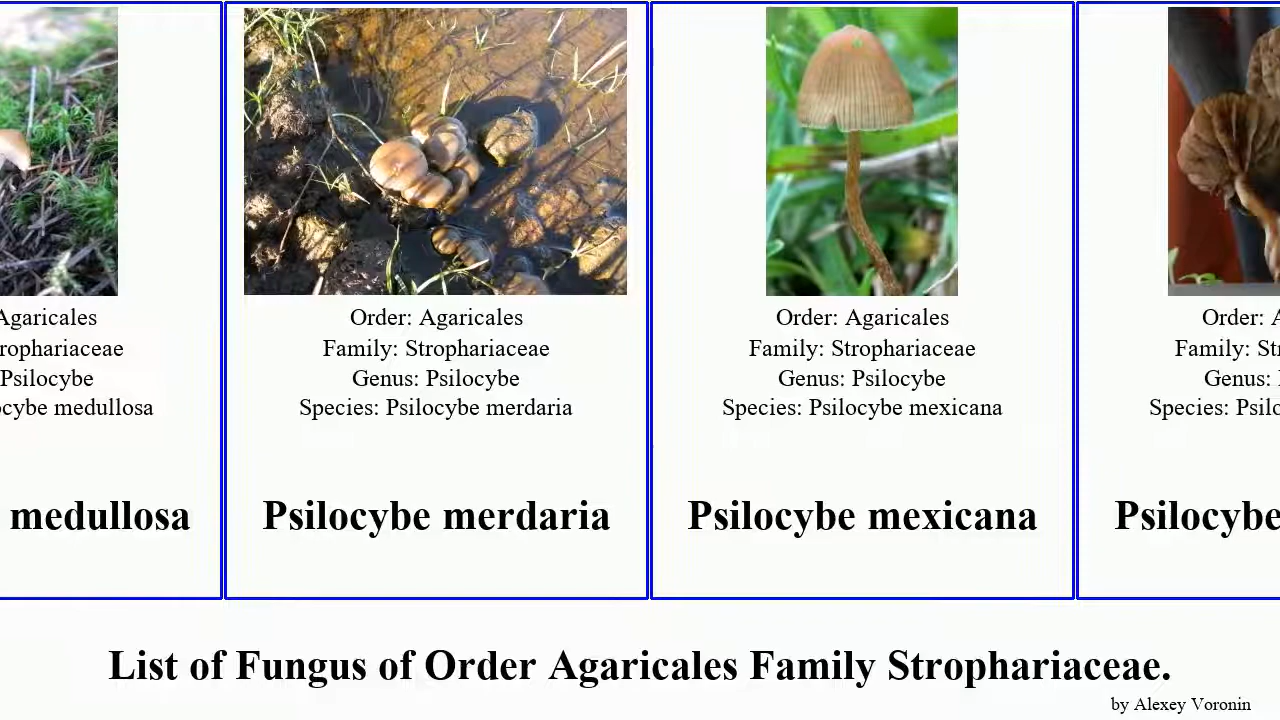 Agaricales
rophariaceae
Psilocybe
ocybe medullosa
medullosa
Order: Agaricales
Family: Strophariaceae
Genus: Psilocybe
Species: Psilocybe merdaria
Psilocybe merdaria
Order: Agaricales
Family: Strophariaceae
Genus: Psilocybe
Species: Psilocybe mexicana
Psilocybe mexicana
Order: A
Family: Str
Genus:
Species: Psilo
Psilocybe
List of Fungus of Order Agaricales Family Strophariaceae.
by Alexey Voronin